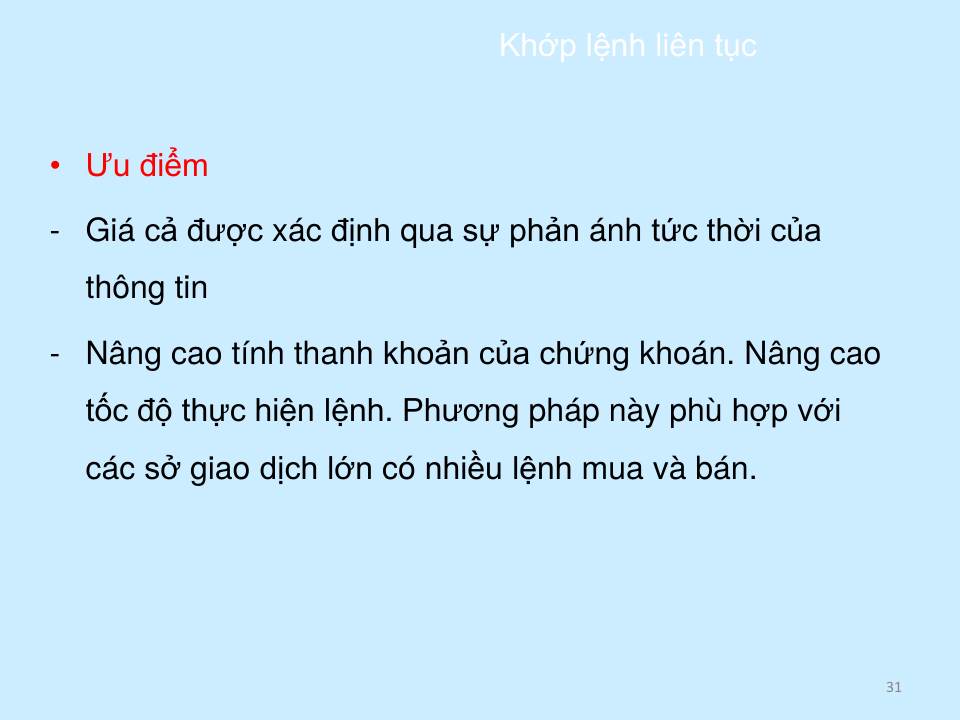 Khớp lệnh liên tục
• Ưu điểm
- Giá cả được xác định qua sự phản ánh tức thời của
thông tin
- Nâng cao tính thanh khoản của chứng khoán. Nâng cao
tốc độ thực hiện lệnh. Phương pháp này phù hợp với
các sở giao dịch lớn có nhiều lệnh mua và bán.
31